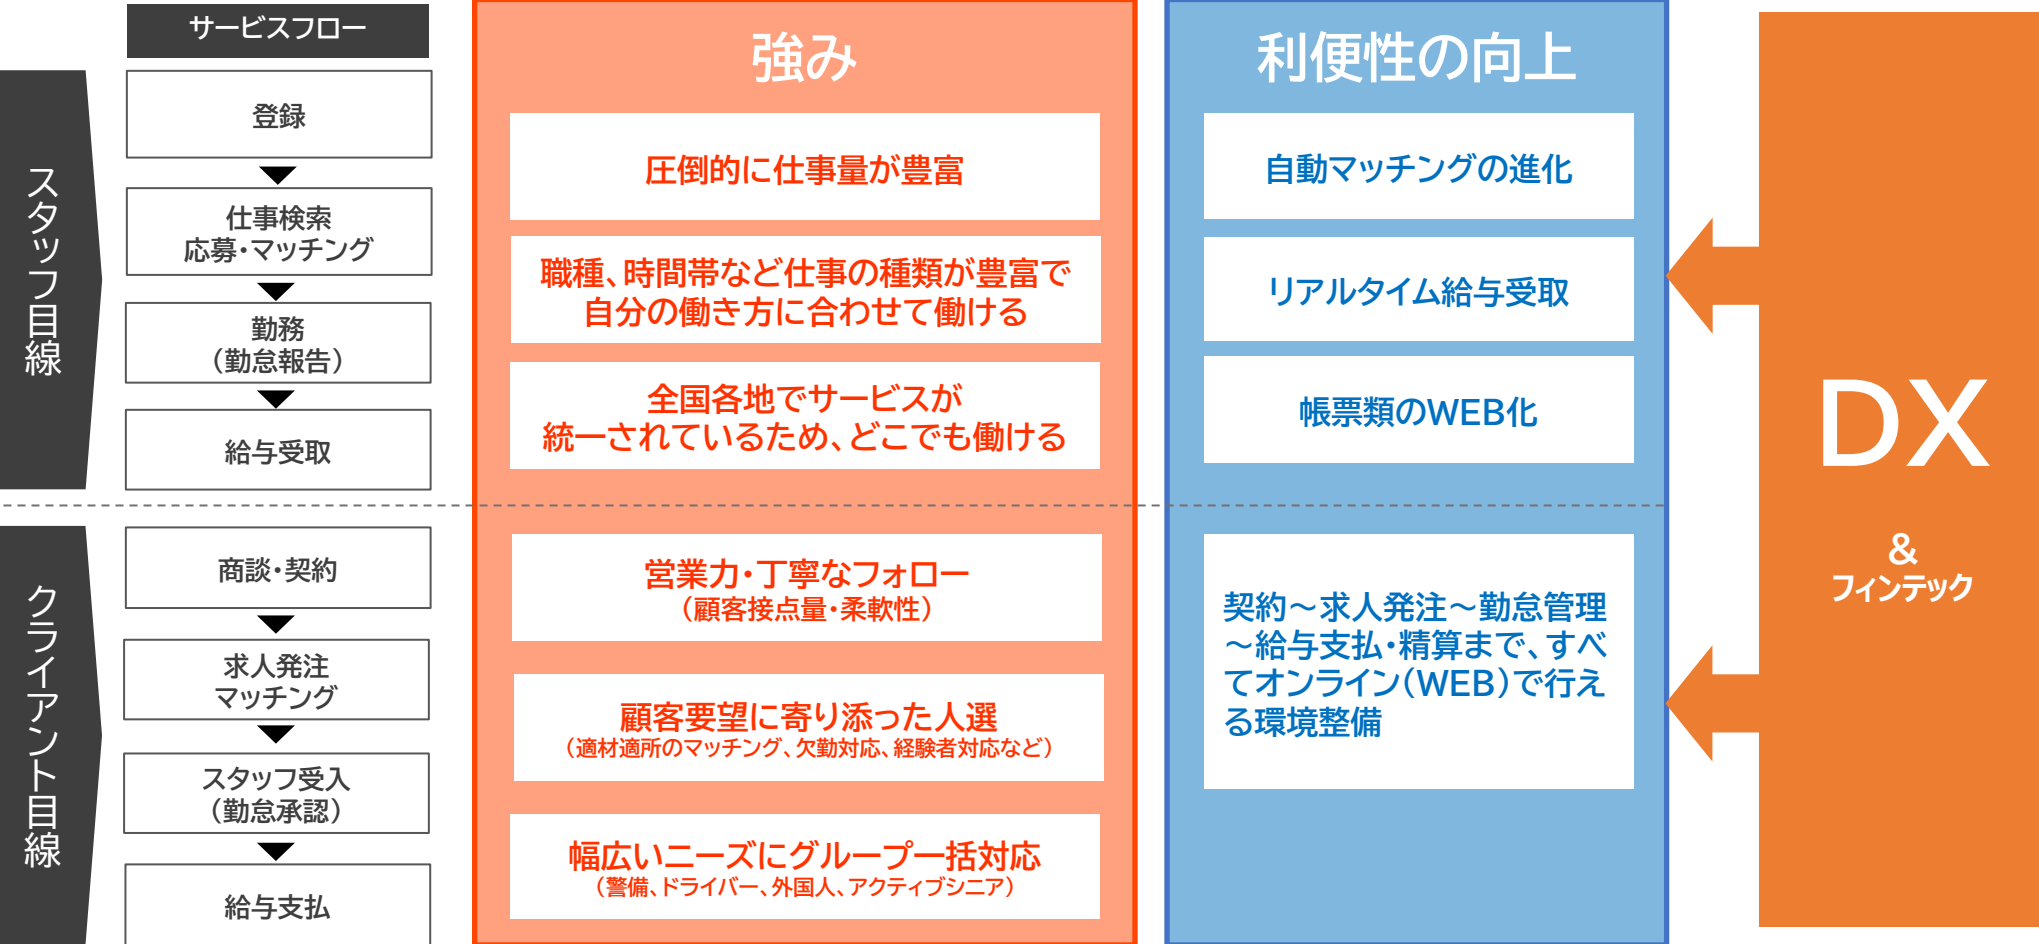 サービスフロー
スタッフ目線
登録
仕事検索
応募・マッチング
勤務
（勤怠報告）
給与受取
クライアント目線
商談・契約
求人発注
マッチング
スタッフ受入
（勤怠承認）
給与支払
強み
圧倒的に仕事量が豊富
職種、時間帯など仕事の種類が豊富で
自分の働き方に合わせて働ける
全国各地でサービスが
統一されているため、どこでも働ける
営業力・丁寧なフォロー
（顧客接点量・柔軟性）
顧客要望に寄り添った人選
（適材適所のマッチング、欠勤対応、経験者対応など）
幅広いニーズにグループ一括対応
（警備、ドライバー、外国人、アクティブシニア）
利便性の向上
自動マッチングの進化
リアルタイム給与受取
帳票類のWEB化
契約～求人発注～勤怠管理
～給与支払・精算まで、すべ
てオンライン（WEB）で行え
る環境整備
DX
&
フィンテック